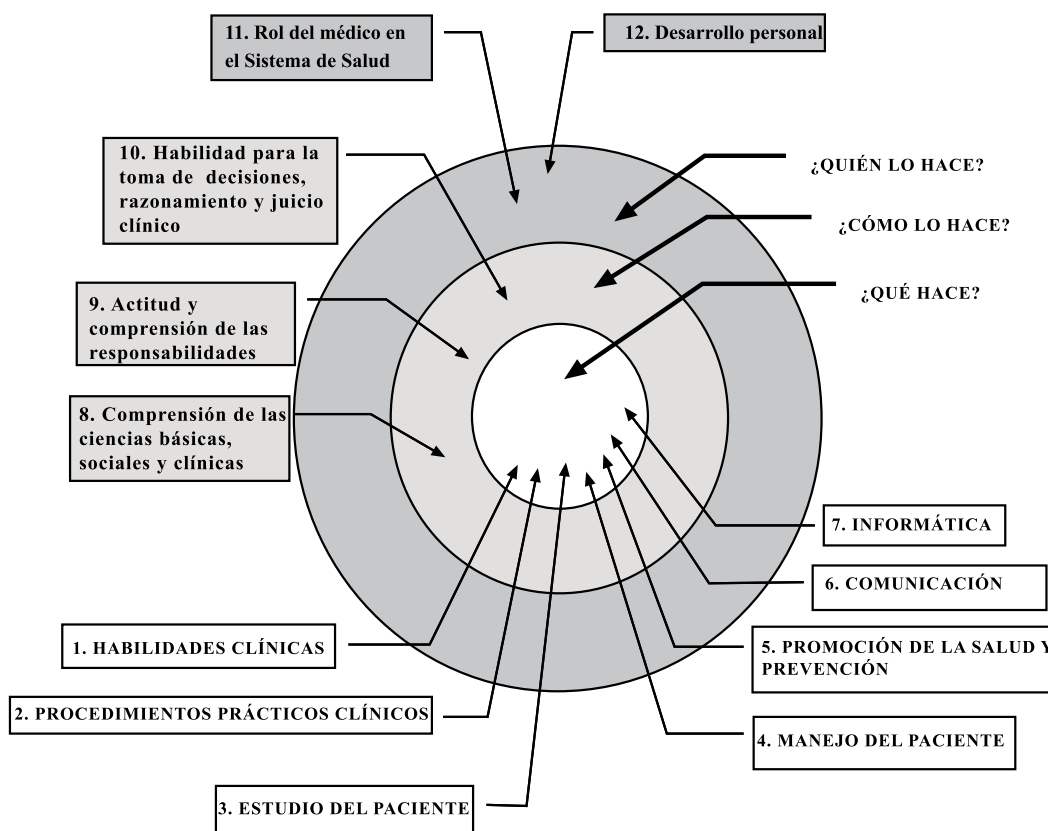 11. Rol del médico en
el Sistema de Salud
12. Desarrollo personal
10. Habilidad para la
toma de decisiones,
razonamiento y juicio
clínico
¿QUIÉN LO HACE?
¿CÓMO LO HACE?
¿QUÉ HACE?
9. Actitud y
comprensión de las
responsabilidades
8. Comprensión de las
ciencias básicas,
sociales y clínicas
7. INFORMÁTICA
6. COMUNICACIÓN
5. PROMOCIÓN DE LA SALUD Y
PREVENCIÓN
4. MANEJO DEL PACIENTE
1. HABILIDADES CLÍNICAS
2. PROCEDIMIENTOS PRÁCTICOS CLÍNICOS
3. ESTUDIO DEL PACIENTE